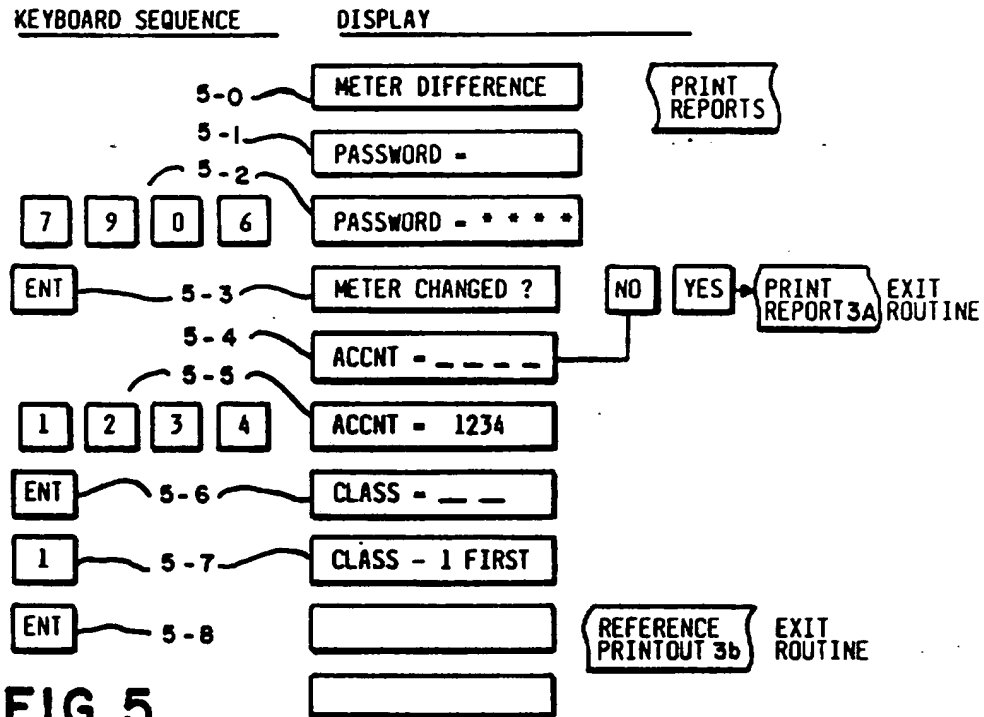 KEYBOARD SEQUENCE DISPLAY
5-0 METER DIFFERENCE PRINT
REPORTS
5-1 PASSWORD =
5-2
7 9 0 6 PASSWORD = * * * *
ENT 5-3 METER CHANGED ? NO YES PRINT EXIT
REPORT 3A ROUTINE
5-4 ACCNT = _ _ _ _
5-5
1 2 3 4 ACCNT = 1234
ENT 5-6 CLASS = _ _
1 5-7 CLASS - 1 FIRST
ENT 5-8 REFERENCE EXIT
PRINTOUT 3b ROUTINE
FIG 5